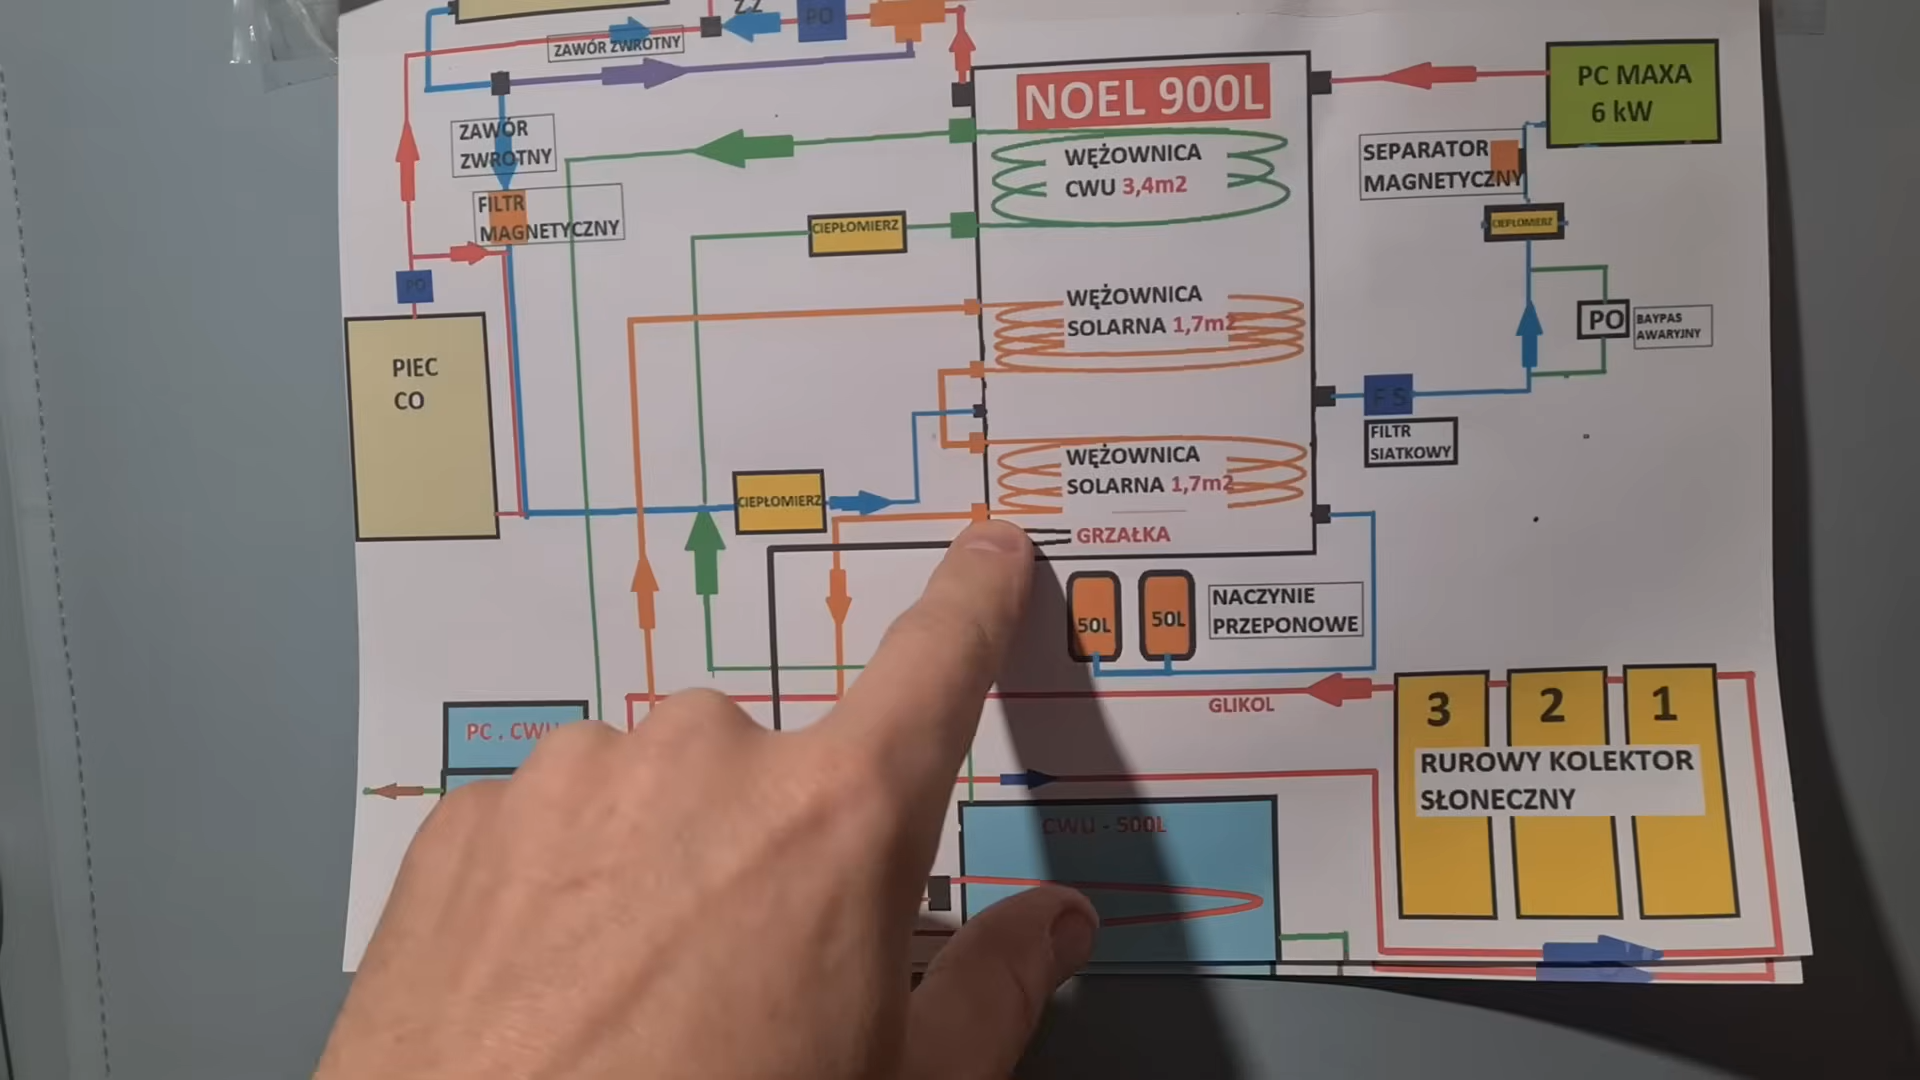 Z.Z
PO
ZAWÓR ZWROTNY
NOEL 900L
PC MAXA
6 kW
ZAWÓR
ZWROTNY
SEPARATOR
MAGNETYCZNY
WĘŻOWNICA
CWU 3,4m2
FILTR
MAGNETYCZNY
CIEPŁOMIERZ
CIEPŁOMIERZ
PO
WĘŻOWNICA
SOLARNA 1,7m2
PO
BAYPAS
AWARYJNY
PIEC
CO
F S
FILTR
SIATKOWY
WĘŻOWNICA
SOLARNA 1,7m2
CIEPŁOMIERZ
GRZAŁKA
50L
50L
NACZYNIE
PRZEPONOWE
GLIKOL
3
2
1
PC . CWU
RUROWY KOLEKTOR
SŁONECZNY
CWU - 500L